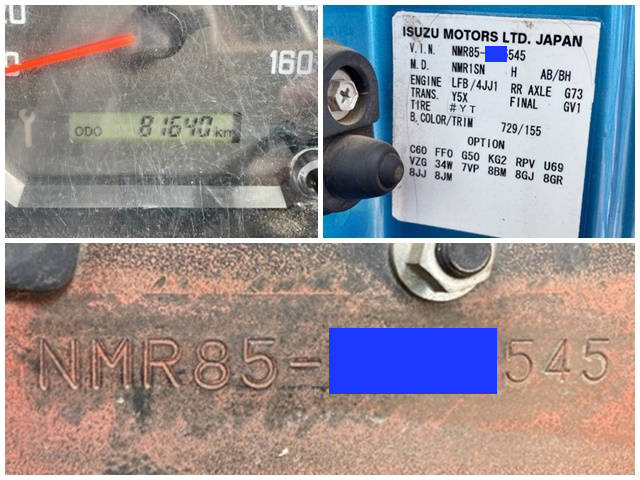 160
ODO 81640 km
ISUZU MOTORS LTD. JAPAN
V.I.N. NMR85- 545
M.D. NMR1SN H AB/BH
ENGINE LFB/4JJ1 RR AXLE G73
TRANS. Y5X FINAL GV1
TIRE #YT
B.COLOR/TRIM 729/155
OPTION
C60 FF0 G50 KG2 RPV U69
VZG 34W 7VP 8BM 8GJ 8GR
8JJ 8JM
NMR85- 545